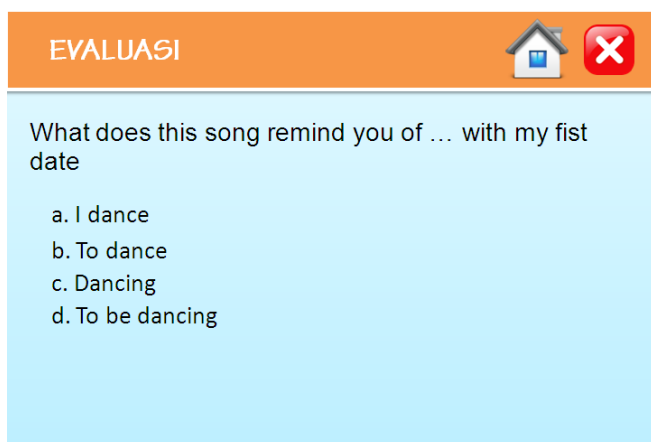 EVALUASI
What does this song remind you of … with my fist
date
a. I dance
b. To dance
c. Dancing
d. To be dancing